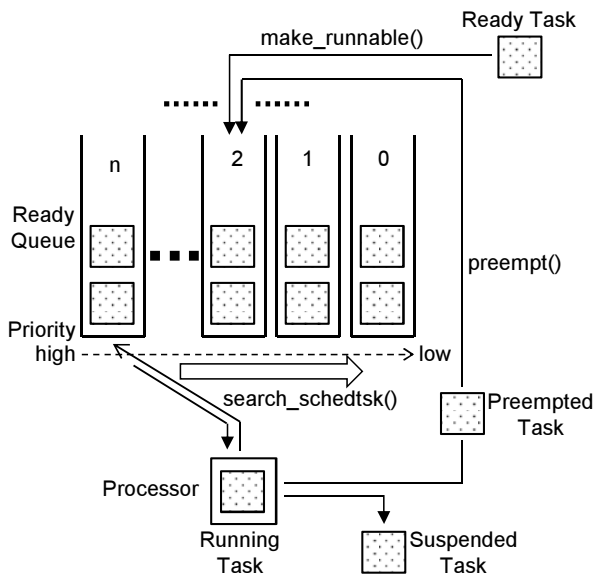 Ready Task
make_runnable()
n
2
1
0
Ready
Queue
preempt()
Priority
high
low
search_schedtsk()
Preempted
Task
Processor
Running
Task
Suspended
Task